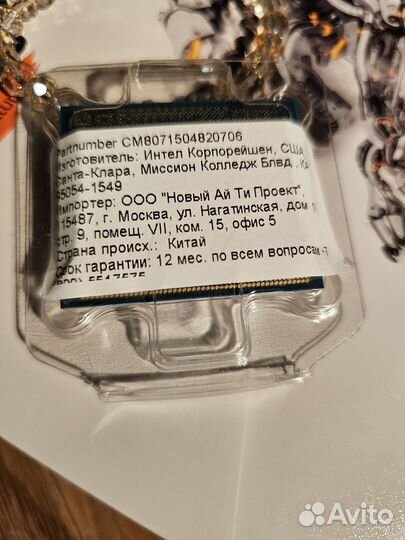 Partnumber CM8071504820706
Изготовитель: Интел Корпорейшен, США
Санта-Клара, Миссион Колледж Блвд, 
95054-1549
Импортер: ООО "Новый Ай Ти Проект",
115487, г. Москва, ул. Нагатинская, дом
стр. 9, помещ. VII, ком. 15, офис 5
Страна происх.: Китай
Срок гарантии: 12 мес. по всем вопросам
Avito